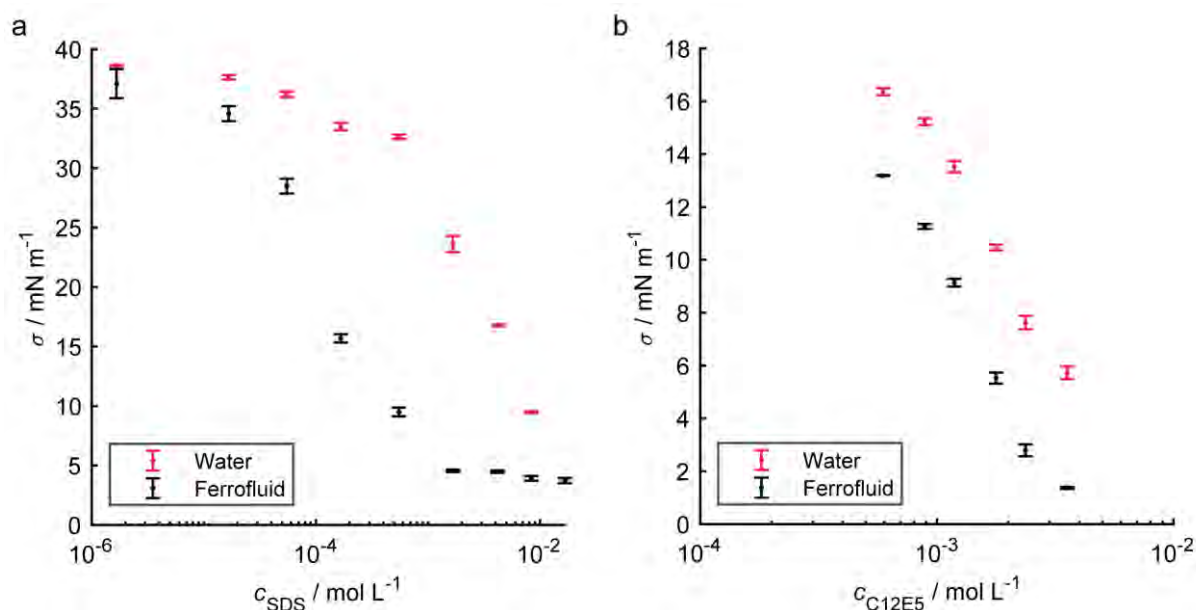 a
40
35
30
25
20
15
10
5
0
σ / mN m⁻¹
Water
Ferrofluid
10⁻⁶
10⁻⁴
10⁻²
c_SDS / mol L⁻¹
b
18
16
14
12
10
8
6
4
2
0
σ / mN m⁻¹
Water
Ferrofluid
10⁻⁴
10⁻³
10⁻²
c_C12E5 / mol L⁻¹